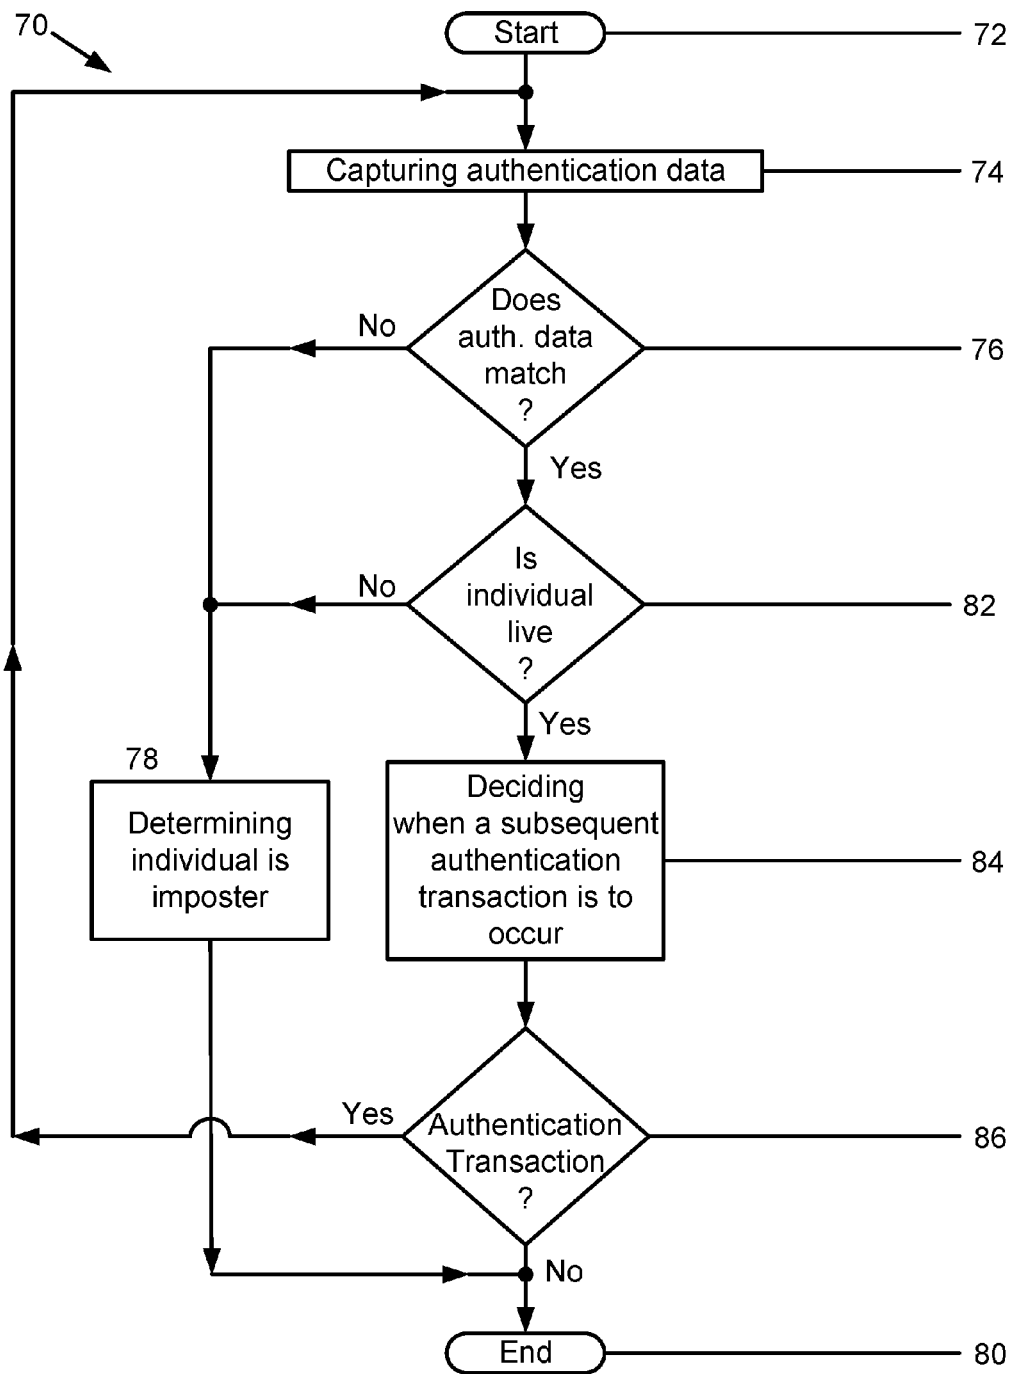 70
Start
72
Capturing authentication data
74
Does
auth. data
match
?
No
76
Yes
Is
individual
live
?
No
82
Yes
78
Determining
individual is
imposter
Deciding
when a subsequent
authentication
transaction is to
occur
84
Yes
Authentication
Transaction
?
86
No
End
80